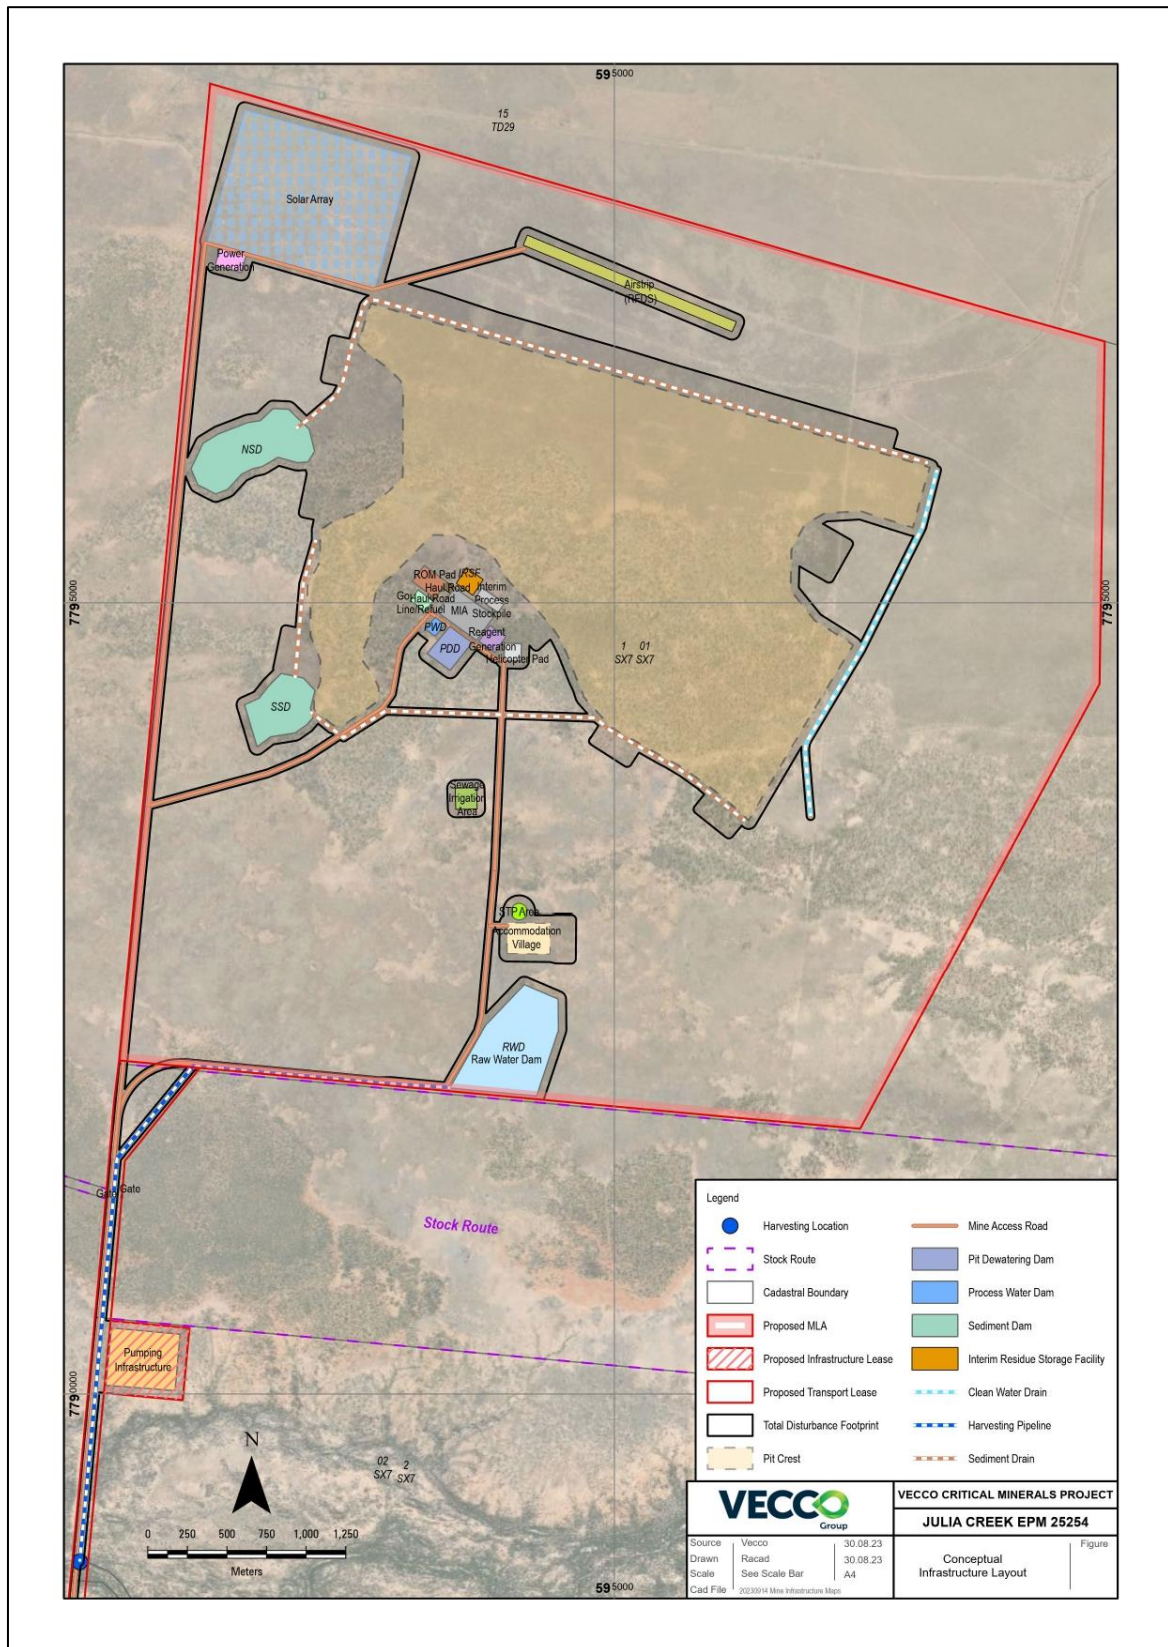 59 5000
15
TD29
Solar Array
Power
Generation
Airstrip
(RFDS)
NSD
779 5000
779 5000
ROM Pad
IRSF
Haul Road
Interim
Haul Road
Process
Line/Refuel
MIA
Stockpile
PWD
Reagent
PDD
Generation
Helicopter Pad
1 01
SX7 SX7
SSD
Sewage
Irrigation
Area
STP Area
Accommodation
Village
RWD
Raw Water Dam
Gate
Gate
Stock Route
Pumping
Infrastructure
779 0000
02 2
SX7 SX7
N
0 250 500 750 1,000 1,250
Meters
59 5000
Legend
Harvesting Location
Stock Route
Cadastral Boundary
Proposed MLA
Proposed Infrastructure Lease
Proposed Transport Lease
Total Disturbance Footprint
Pit Crest
Mine Access Road
Pit Dewatering Dam
Process Water Dam
Sediment Dam
Interim Residue Storage Facility
Clean Water Drain
Harvesting Pipeline
Sediment Drain
VECCO
Group
VECCO CRITICAL MINERALS PROJECT
JULIA CREEK EPM 25254
Source Vecco 30.08.23
Drawn Racad 30.08.23
Scale See Scale Bar A4
Cad File 20230914 Mine Infrastructure Maps
Conceptual
Infrastructure Layout
Figure